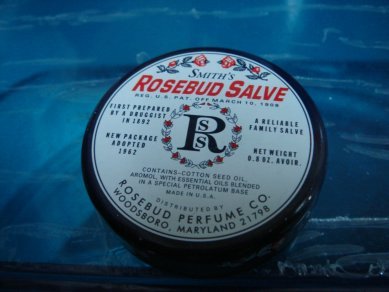 SMITH'S
ROSEBUD SALVE
REG. U.S. PAT. OFF MARCH 10, 1908
FIRST PREPARED
BY A DRUGGIST
IN 1892
NEW PACKAGE
ADOPTED
1962
RSS
A RELIABLE
FAMILY SALVE
NET WEIGHT
0.8 OZ. AVOIR.
CONTAINS-COTTON SEED OIL,
AROMOL, WITH ESSENTIAL OILS BLENDED
IN A SPECIAL PETROLATUM BASE
MADE IN U.S.A.
DISTRIBUTED BY
ROSEBUD PERFUME CO.
WOODSBORO, MARYLAND 21798